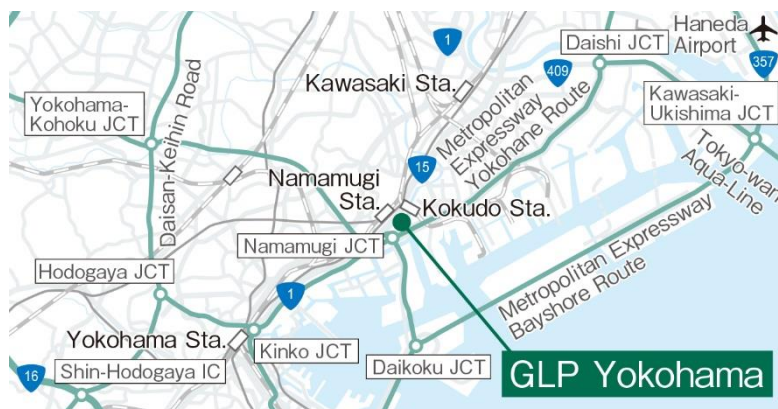 Haneda
Airport
1
Daishi JCT
357
409
Kawasaki Sta.
Kawasaki-
Ukishima JCT
Yokohama-
Kohoku JCT
Daisan-Keihin Road
Metropolitan
Expressway
Yokohane Route
15
Tokyo-wan
Aqua-Line
Namamugi
Sta.
Kokudo Sta.
Namamugi JCT
Hodogaya JCT
Metropolitan Expressway
Bayshore Route
1
Yokohama Sta.
Kinko JCT
Daikoku JCT
16
Shin-Hodogaya IC
GLP Yokohama